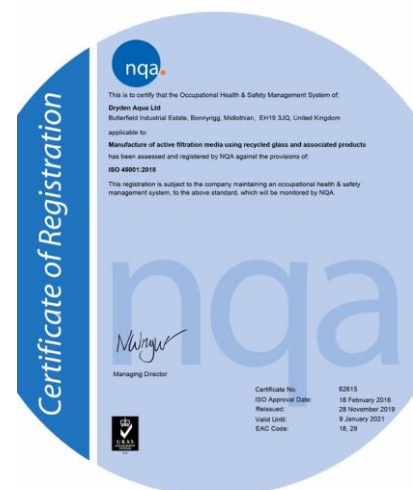 Certificate of Registration
nqa.
This is to certify that the Occupational Health & Safety Management System of:
Dryden Aqua Ltd
Butterfield Industrial Estate, Bonnyrigg, Midlothian, EH19 3JQ, United Kingdom
applicable to:
Manufacture of active filtration media using recycled glass and associated products
has been assessed and registered by NQA against the provisions of:
ISO 45001:2018
This registration is subject to the company maintaining an occupational health & safety
management system, to the above standard, which will be monitored by NQA.
nqa
Managing Director
Certificate No. 62615
ISO Approval Date: 18 February 2016
Reissued: 28 November 2019
Valid Until: 9 January 2021
EAC Code: 18, 29
UKAS
MANAGEMENT
SYSTEMS